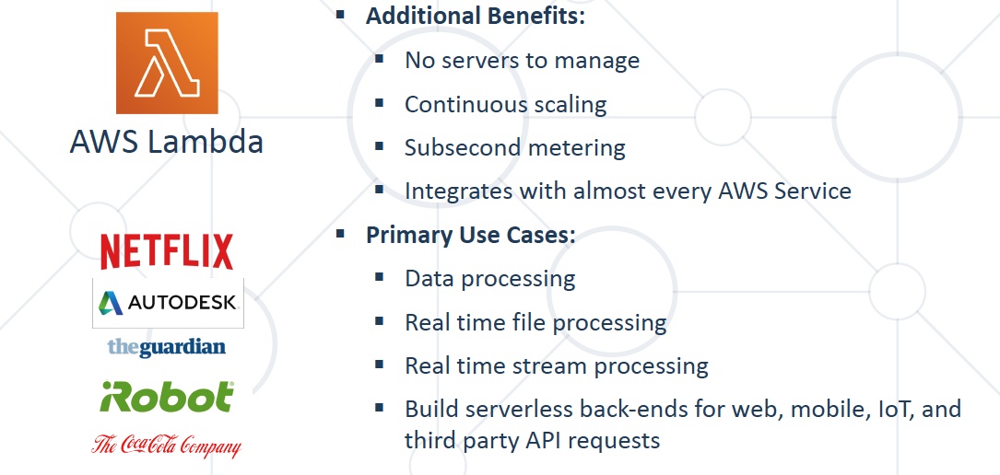 AWS Lambda
NETFLIX
AUTODESK
theguardian
iRobot
The Coca-Cola Company
Additional Benefits:
No servers to manage
Continuous scaling
Subsecond metering
Integrates with almost every AWS Service
Primary Use Cases:
Data processing
Real time file processing
Real time stream processing
Build serverless back-ends for web, mobile, IoT, and
third party API requests